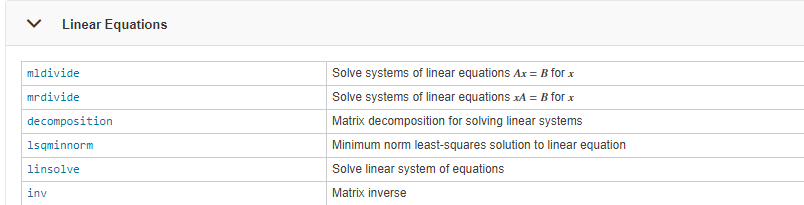 Linear Equations
mldivide Solve systems of linear equations Ax = B for x
mrdivide Solve systems of linear equations xA = B for x
decomposition Matrix decomposition for solving linear systems
lsqminnorm Minimum norm least-squares solution to linear equation
linsolve Solve linear system of equations
inv Matrix inverse